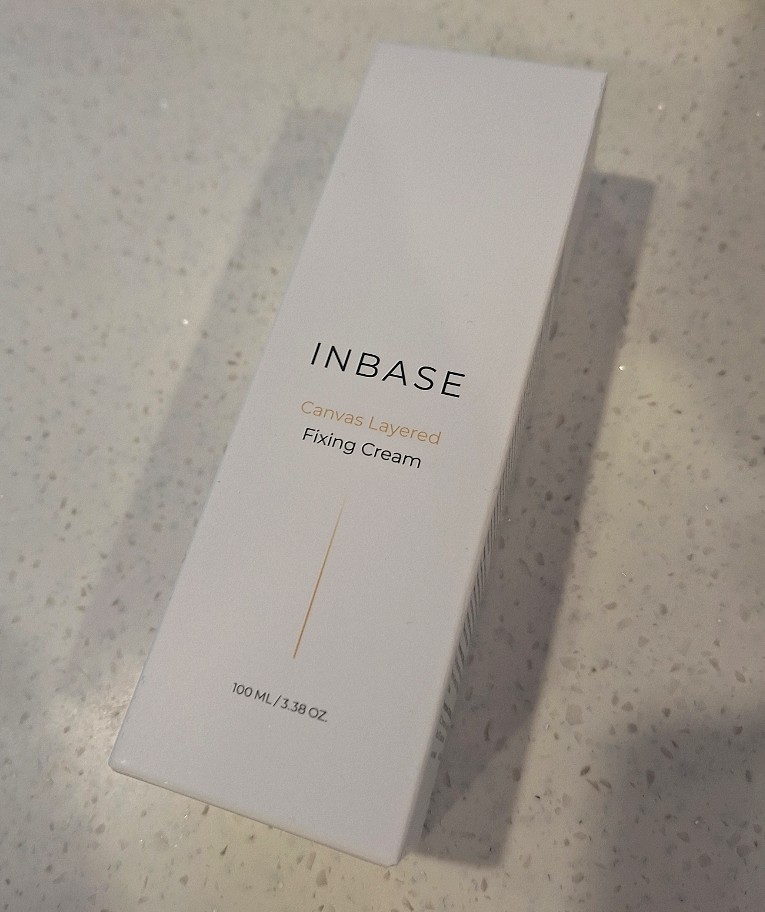 INBASE
Canvas Layered
Fixing Cream
100 ML / 3.38 OZ.